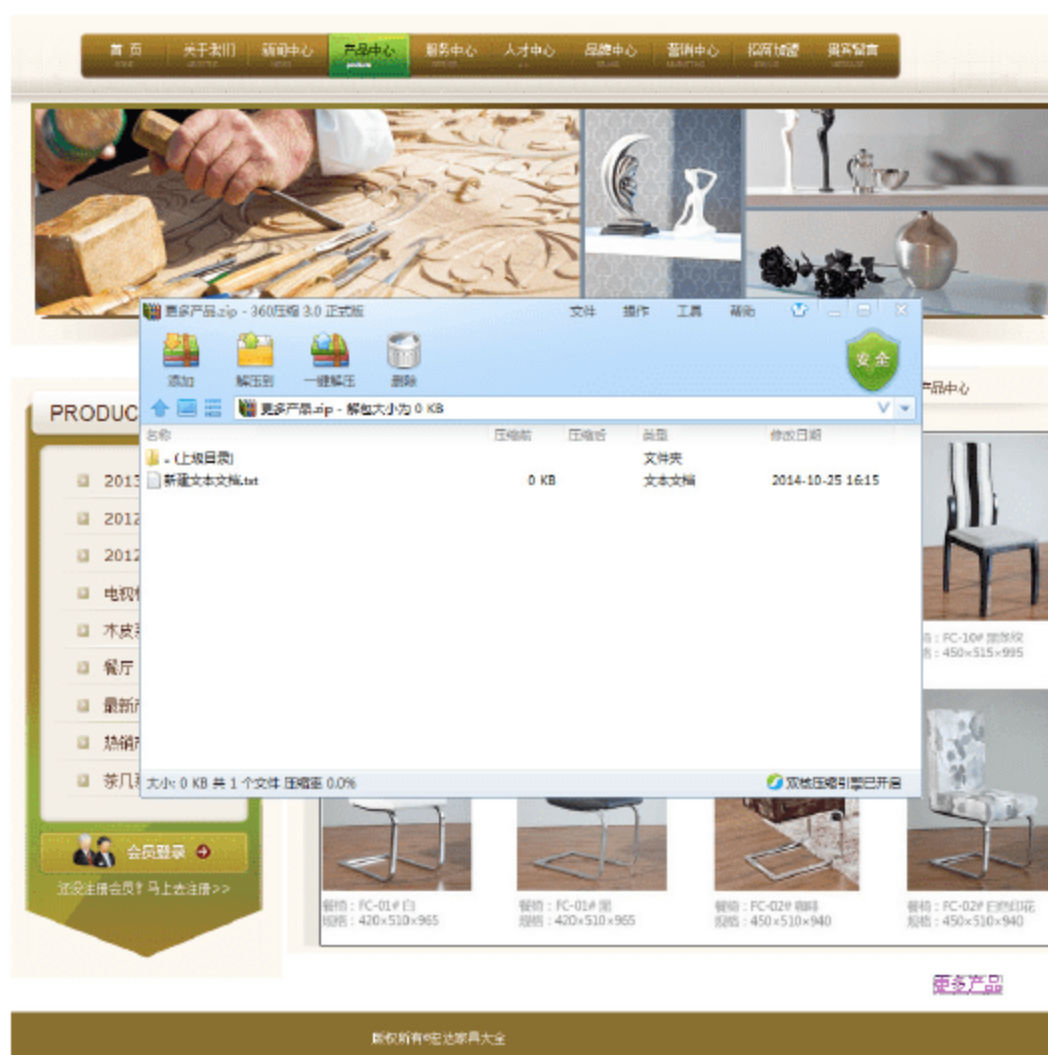 首 页 关于我们 新闻中心 产品中心 服务中心 人才中心 品牌中心 营销中心 招商加盟 贵宾留言
更多产品.zip - 360压缩 3.0 正式版 文件 操作 工具 帮助
添加 解压到 一键解压 删除
安全
更多产品.zip - 解包大小为 0 KB
产品中心
PRODUC
名称 压缩前 压缩后 类型 修改日期
.. (上级目录) 文件夹
新建文本文档.txt 0 KB 文本文档 2014-10-25 16:15
2013
2012
2012
电视
木皮
餐厅
最新
热销
茶几
FC-10# 黑条纹
：450×515×995
大小: 0 KB 共 1 个文件 压缩率 0.0% 双核压缩引擎已开启
会员登录
还没注册会员？马上去注册>>
餐椅：FC-01# 白 餐椅：FC-01# 黑 餐椅：FC-02# 咖啡 餐椅：FC-02# 白色印花
规格：420×510×965 规格：420×510×965 规格：450×510×940 规格：450×510×940
更多产品
版权所有©宏达家具大全